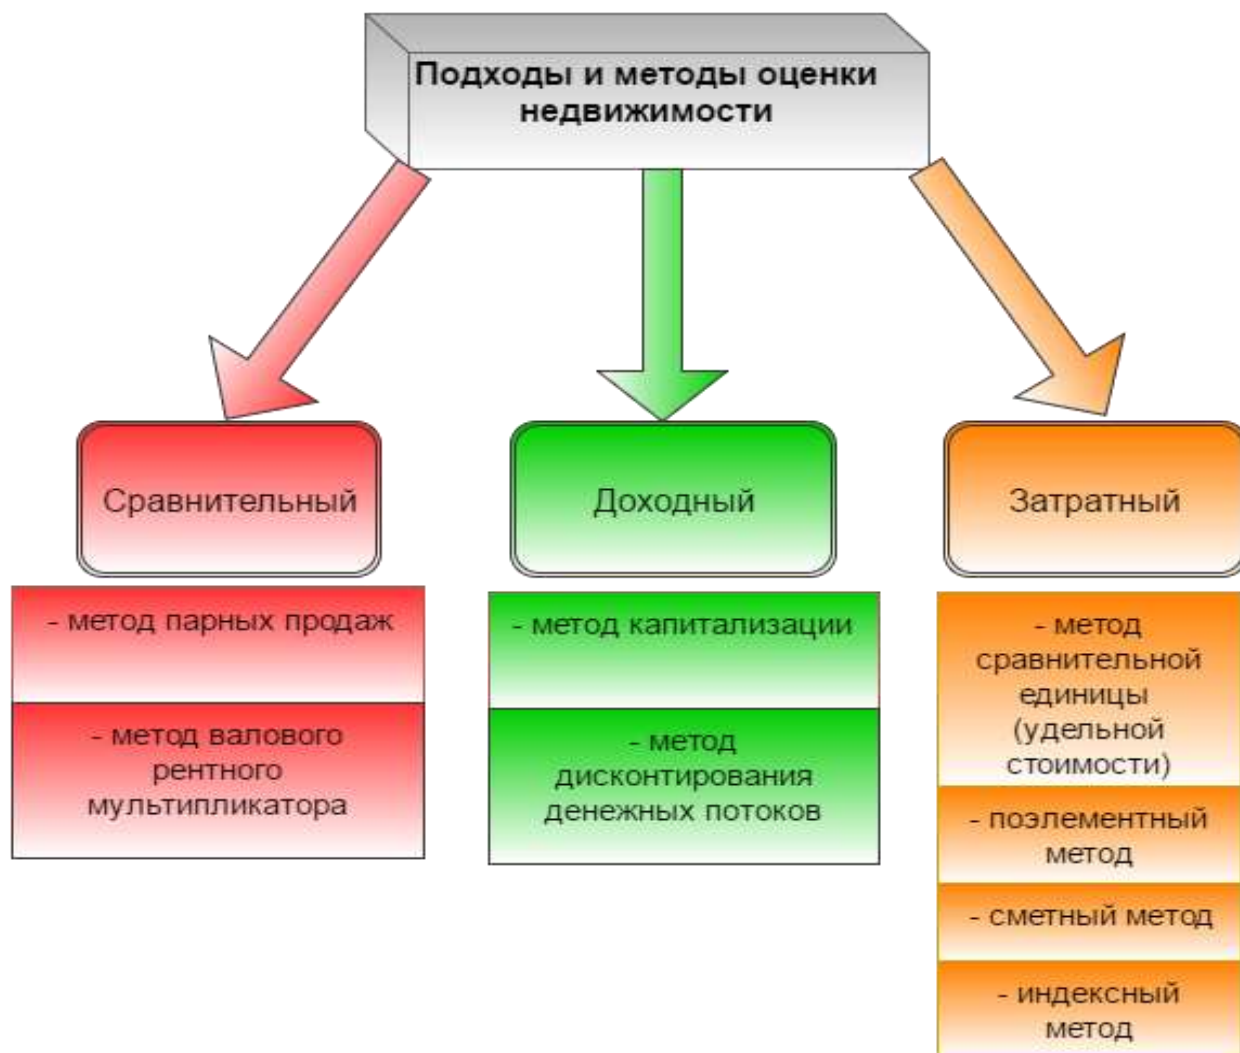 Подходы и методы оценки
недвижимости
Сравнительный
- метод парных продаж
- метод валового
рентного
мультипликатора
Доходный
- метод капитализации
- метод
дисконтирования
денежных потоков
Затратный
- метод
сравнительной
единицы
(удельной
стоимости)
- поэлементный
метод
- сметный метод
- индексный
метод